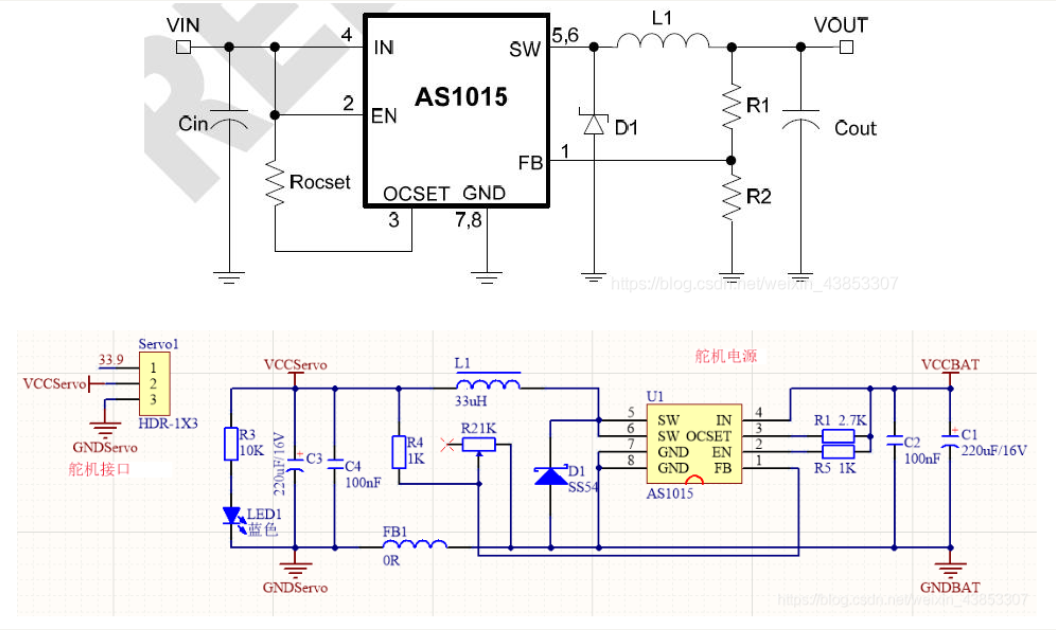 VIN
4
IN
SW
5,6
L1
VOUT
AS1015
2
EN
Cin
Rocset
D1
R1
Cout
FB
1
R2
OCSET GND
3
7,8
https://blog.csdn.net/weixin_43853307
Servo1
33.9
1
VCCServo
2
3
HDR-1X3
GNDServo
舵机接口
VCCServo
L1
33uH
舵机电源
VCCBAT
R3
10K
220uF/16V
+
C3
C4
100nF
R4
1K
R21K
LED1
蓝色
FB1
0R
GNDServo
D1
SS54
U1
5
SW
IN
4
6
SW
OCSET
3
7
GND
EN
2
8
GND
FB
1
AS1015
R1 2.7K
R5 1K
C2
100nF
+
C1
220uF/16V
GNDBAT
https://blog.csdn.net/weixin_43853307